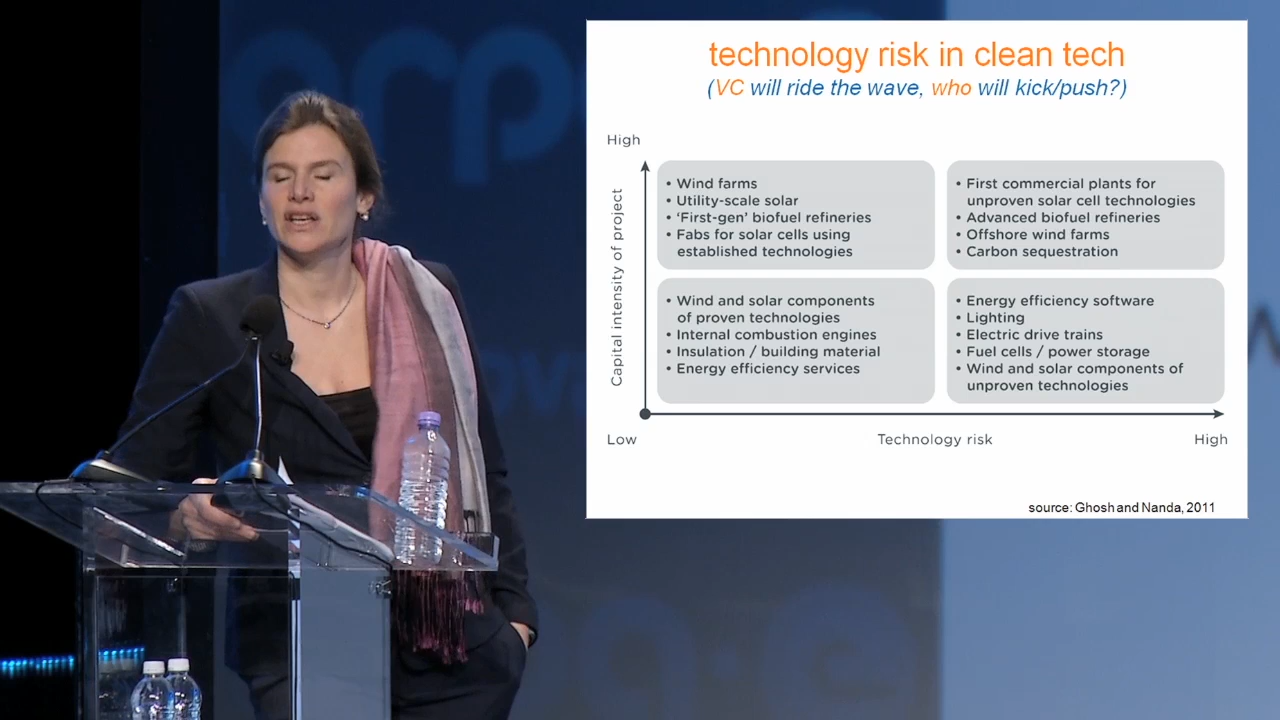 technology risk in clean tech
(VC will ride the wave, who will kick/push?)
High
Capital intensity of project
• Wind farms
• Utility-scale solar
• ‘First-gen’ biofuel refineries
• Fabs for solar cells using
established technologies
• First commercial plants for
unproven solar cell technologies
• Advanced biofuel refineries
• Offshore wind farms
• Carbon sequestration
• Wind and solar components
of proven technologies
• Internal combustion engines
• Insulation / building material
• Energy efficiency services
• Energy efficiency software
• Lighting
• Electric drive trains
• Fuel cells / power storage
• Wind and solar components of
unproven technologies
Low
Technology risk
High
source: Ghosh and Nanda, 2011